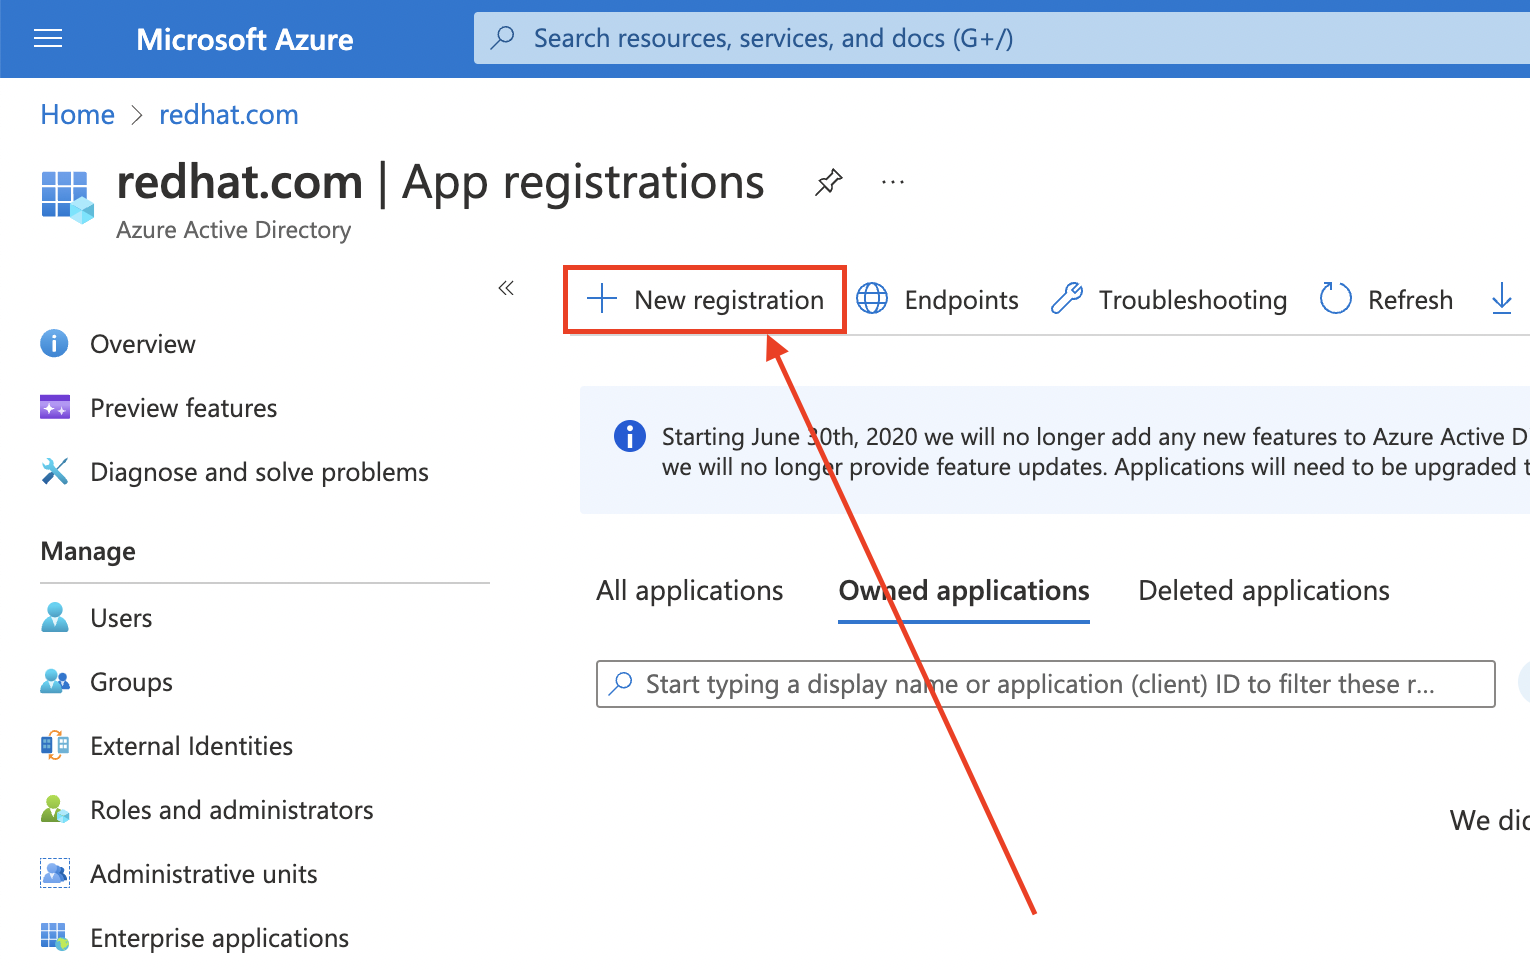 Microsoft Azure
Search resources, services, and docs (G+/)
Home > redhat.com
redhat.com | App registrations
...
Azure Active Directory
«
New registration
Endpoints
Troubleshooting
Refresh
Overview
Preview features
Diagnose and solve problems
Manage
Users
Groups
External Identities
Roles and administrators
Administrative units
Enterprise applications
Starting June 30th, 2020 we will no longer add any new features to Azure Active D
we will no longer provide feature updates. Applications will need to be upgraded t
All applications
Owned applications
Deleted applications
Start typing a display name or application (client) ID to filter these r...
We did